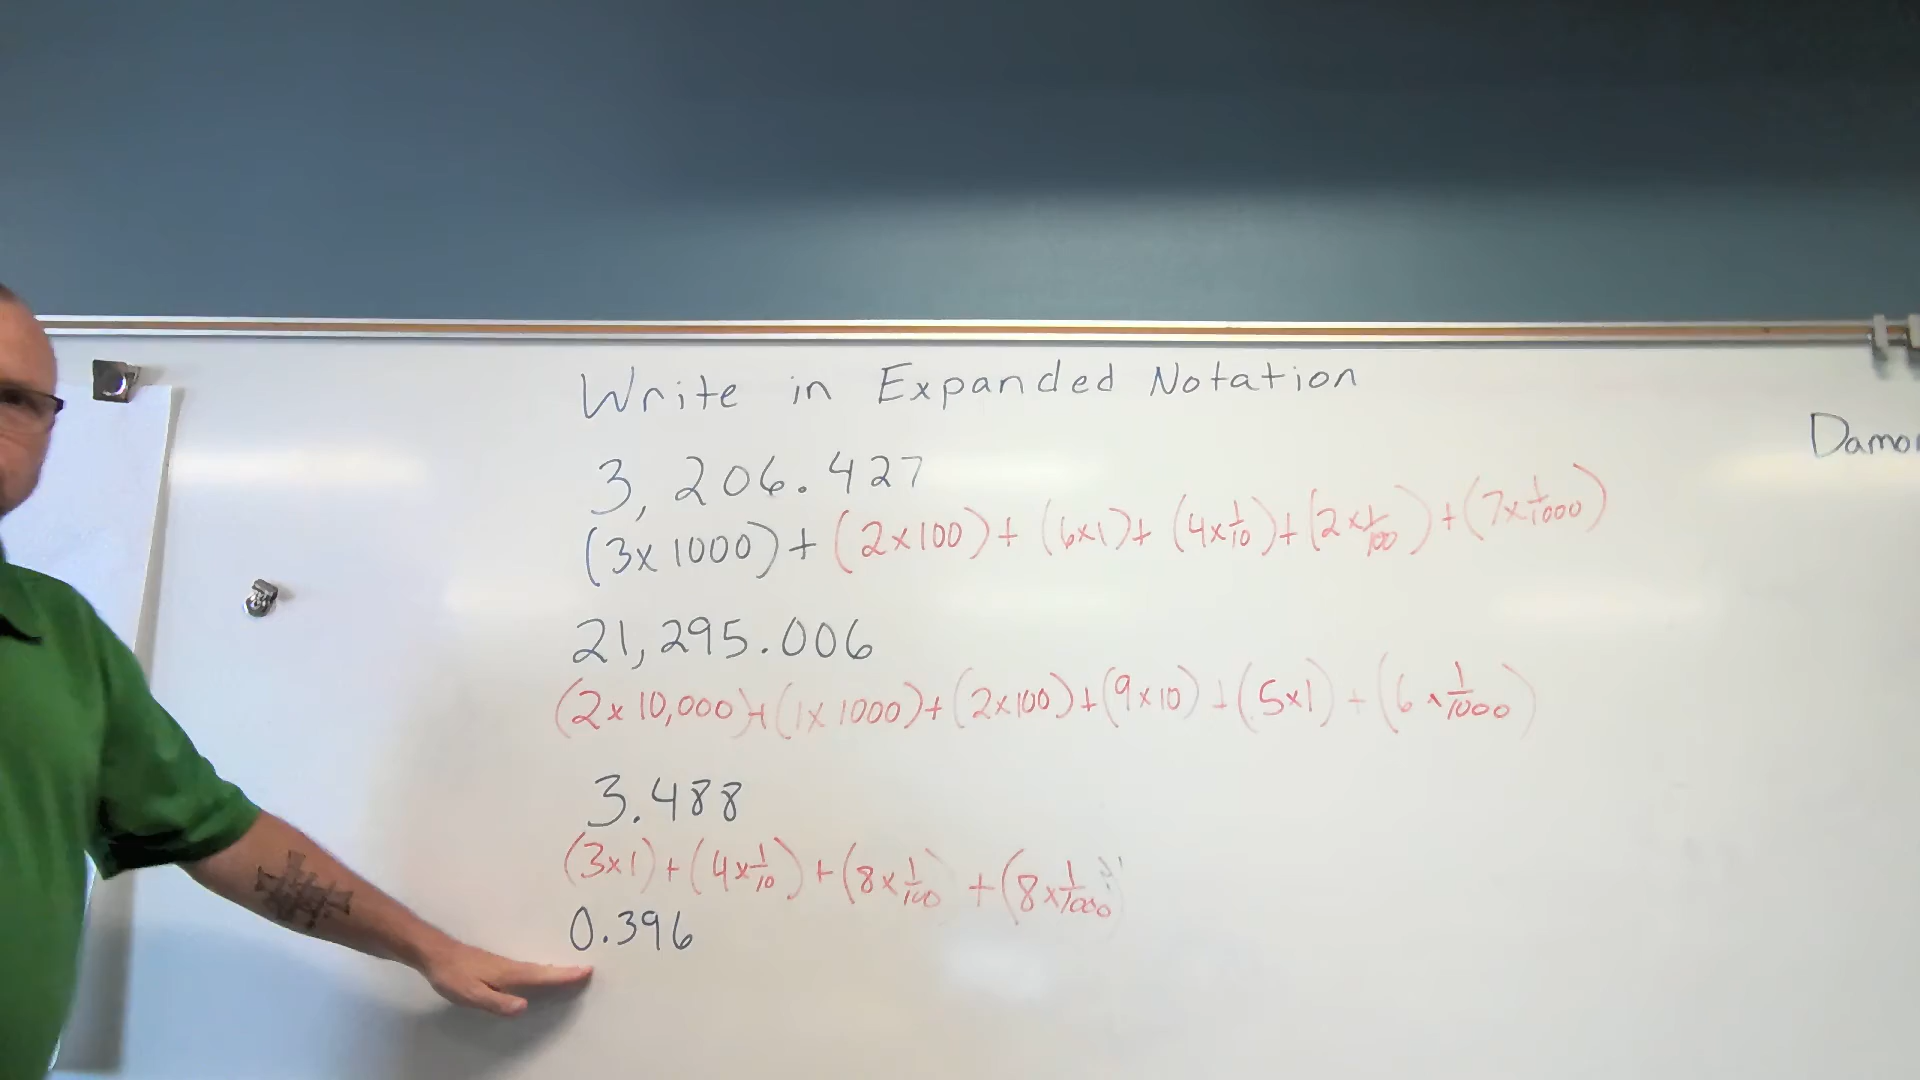 Write in Expanded Notation
3,206.427
(3x1000)+(2x100)+(6x1)+(4x1/10)+(2x1/100)+(7x1/1000)
21,295.006
(2x10,000)+(1x1000)+(2x100)+(9x10)+(5x1)+(6x1/1000)
3.488
(3x1)+(4x1/10)+(8x1/100)+(8x1/1000)
0.396